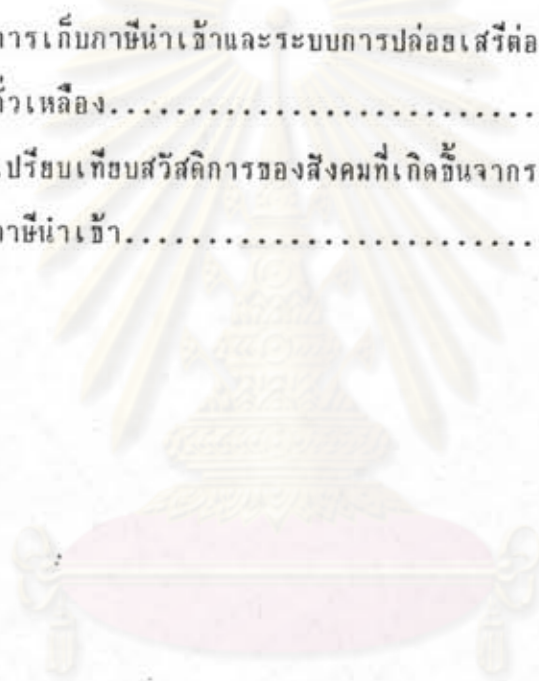 การเก็บภาษีนำเข้าและระบบการปล่อยเสรีต่อ
ถั่วเหลือง..........................
เปรียบเทียบสวัสดิการของสังคมที่เกิดขึ้นจากร
ภาษีนำเข้า.........................